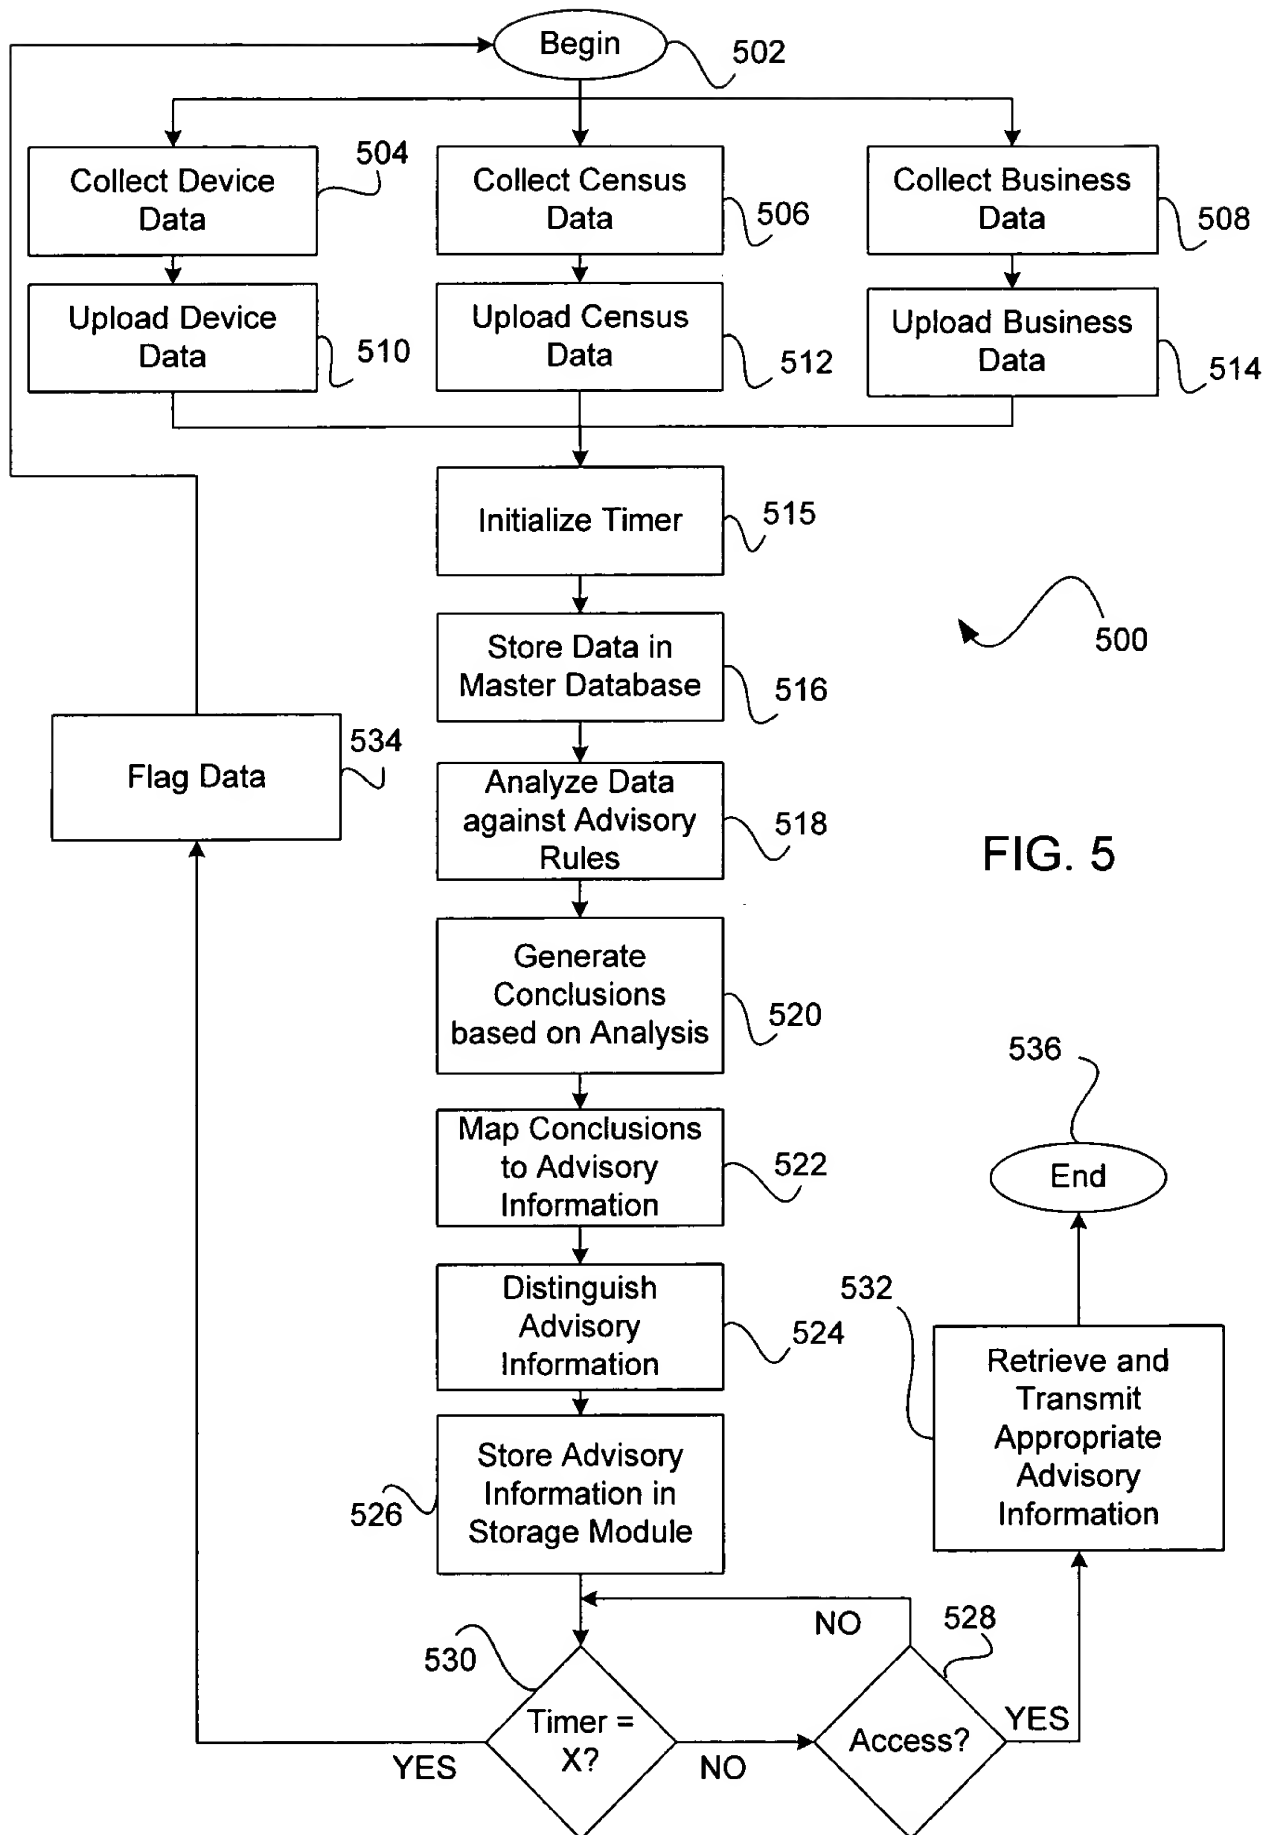 Begin
502
Collect Device
Data
504
Collect Census
Data
506
Collect Business
Data
508
Upload Device
Data
510
Upload Census
Data
512
Upload Business
Data
514
Initialize Timer
515
500
Store Data in
Master Database
516
Flag Data
534
Analyze Data
against Advisory
Rules
518
FIG. 5
Generate
Conclusions
based on Analysis
520
Map Conclusions
to Advisory
Information
522
536
End
Distinguish
Advisory
Information
524
532
Retrieve and
Transmit
Appropriate
Advisory
Information
Store Advisory
Information in
Storage Module
526
NO
528
530
Timer =
X?
YES
NO
Access?
YES